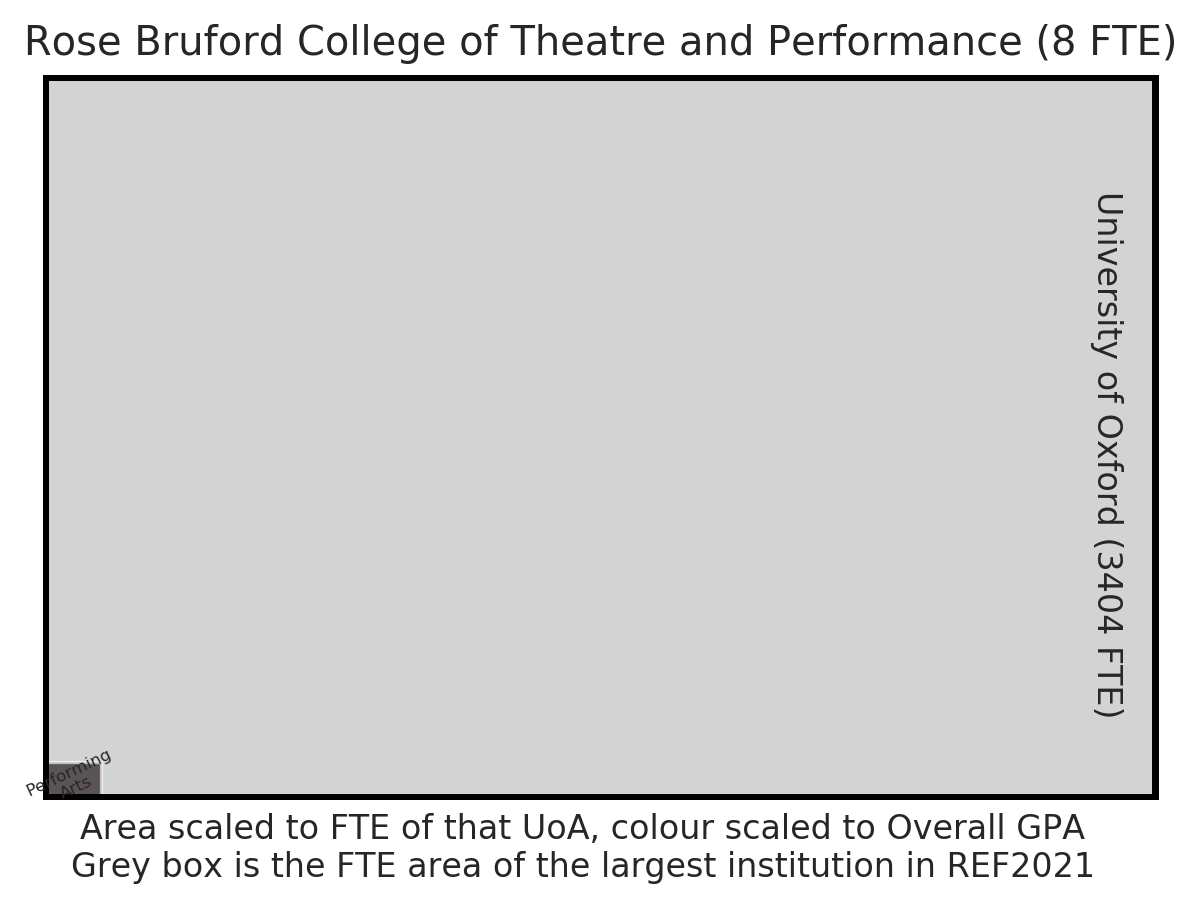 Rose Bruford College of Theatre and Performance (8 FTE)
University of Oxford (3404 FTE)
Performing
Arts
Area scaled to FTE of that UoA, colour scaled to Overall GPA
Grey box is the FTE area of the largest institution in REF2021